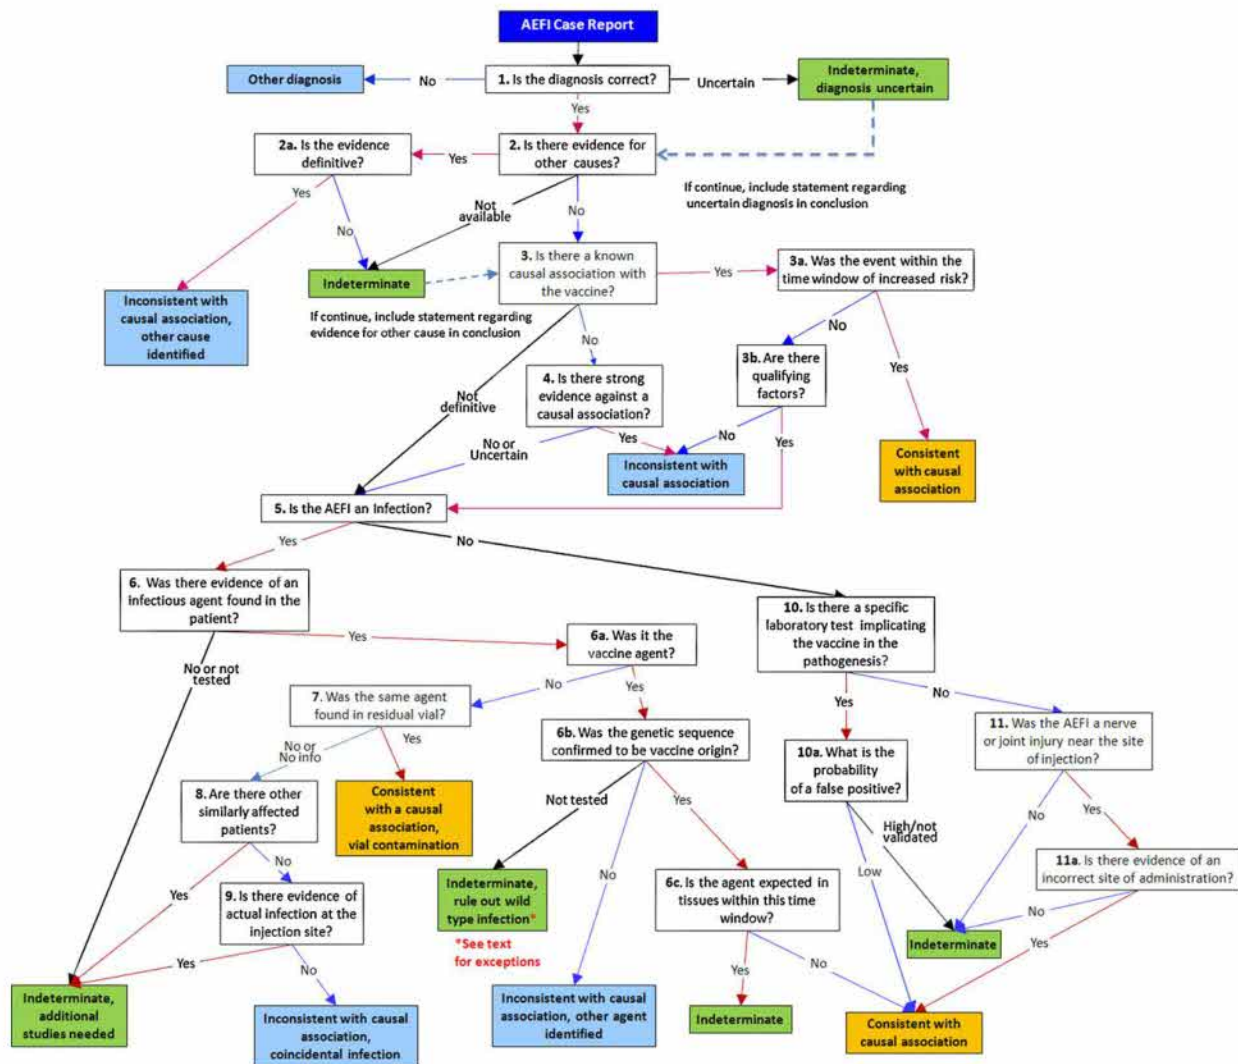 AEFI Case Report
Other diagnosis
No
1. Is the diagnosis correct?
Uncertain
Indeterminate,
diagnosis uncertain
Yes
2a. Is the evidence
definitive?
Yes
2. Is there evidence for
other causes?
If continue, include statement regarding
uncertain diagnosis in conclusion
Yes
No
Not
available
No
Indeterminate
3. Is there a known
causal association with
the vaccine?
Yes
3a. Was the event within the
time window of increased risk?
Inconsistent with
causal association,
other cause
identified
If continue, include statement regarding
evidence for other cause in conclusion
No
No
Yes
Not
definitive
4. Is there strong
evidence against a
causal association?
3b. Are there
qualifying
factors?
No or
Uncertain
Yes
No
Yes
Inconsistent with
causal association
Consistent
with causal
association
5. Is the AEFI an Infection?
Yes
No
6. Was there evidence of an
infectious agent found in the
patient?
10. Is there a specific
laboratory test implicating
the vaccine in the
pathogenesis?
Yes
6a. Was it the
vaccine agent?
No or not
tested
No
Yes
Yes
No
7. Was the same agent
found in residual vial?
6b. Was the genetic sequence
confirmed to be vaccine origin?
10a. What is the
probability
of a false positive?
11. Was the AEFI a nerve
or joint injury near the site
of injection?
No or
No info
Yes
8. Are there other
similarly affected
patients?
Consistent
with a causal
association,
vial contamination
Not tested
Yes
No
High/not
validated
No
Yes
Yes
No
Low
11a. Is there evidence of an
incorrect site of administration?
9. Is there evidence of
actual infection at the
injection site?
Indeterminate,
rule out wild
type infection*
*See text
for exceptions
6c. Is the agent expected in
tissues within this time
window?
No
Yes
Indeterminate
Yes
No
Yes
No
Indeterminate,
additional
studies needed
Inconsistent with causal
association,
coincidental infection
Inconsistent with causal
association, other agent
identified
Indeterminate
Consistent with
causal association